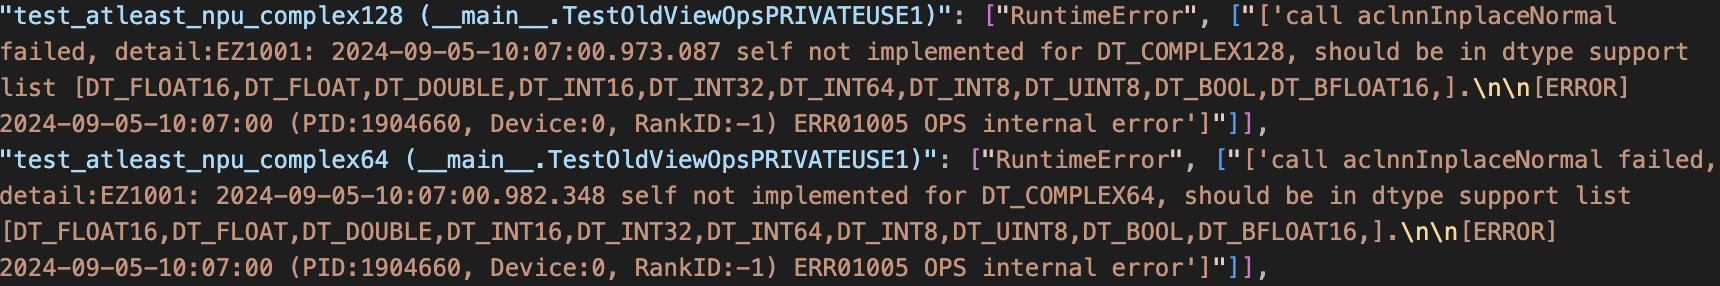 "test_atleast_npu_complex128 (__main__.TestOldViewOpsPRIVATEUSE1)": ["RuntimeError", ["['call aclnnInplaceNormal
failed, detail:EZ1001: 2024-09-05-10:07:00.973.087 self not implemented for DT_COMPLEX128, should be in dtype support
list [DT_FLOAT16,DT_FLOAT,DT_DOUBLE,DT_INT16,DT_INT32,DT_INT64,DT_INT8,DT_UINT8,DT_BOOL,DT_BFLOAT16,].\n\n[ERROR]
2024-09-05-10:07:00 (PID:1904660, Device:0, RankID:-1) ERR01005 OPS internal error']"]],
"test_atleast_npu_complex64 (__main__.TestOldViewOpsPRIVATEUSE1)": ["RuntimeError", ["['call aclnnInplaceNormal failed,
detail:EZ1001: 2024-09-05-10:07:00.982.348 self not implemented for DT_COMPLEX64, should be in dtype support list
[DT_FLOAT16,DT_FLOAT,DT_DOUBLE,DT_INT16,DT_INT32,DT_INT64,DT_INT8,DT_UINT8,DT_BOOL,DT_BFLOAT16,].\n\n[ERROR]
2024-09-05-10:07:00 (PID:1904660, Device:0, RankID:-1) ERR01005 OPS internal error']"]],